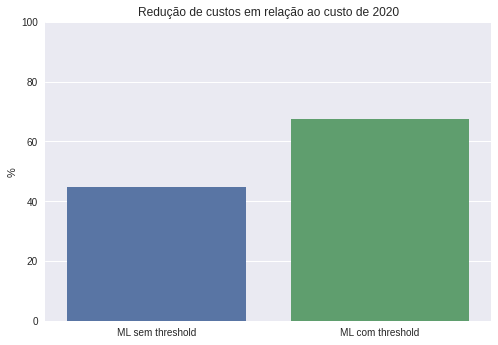 Redução de custos em relação ao custo de 2020
100
80
60
40
20
0
%
ML sem threshold
ML com threshold